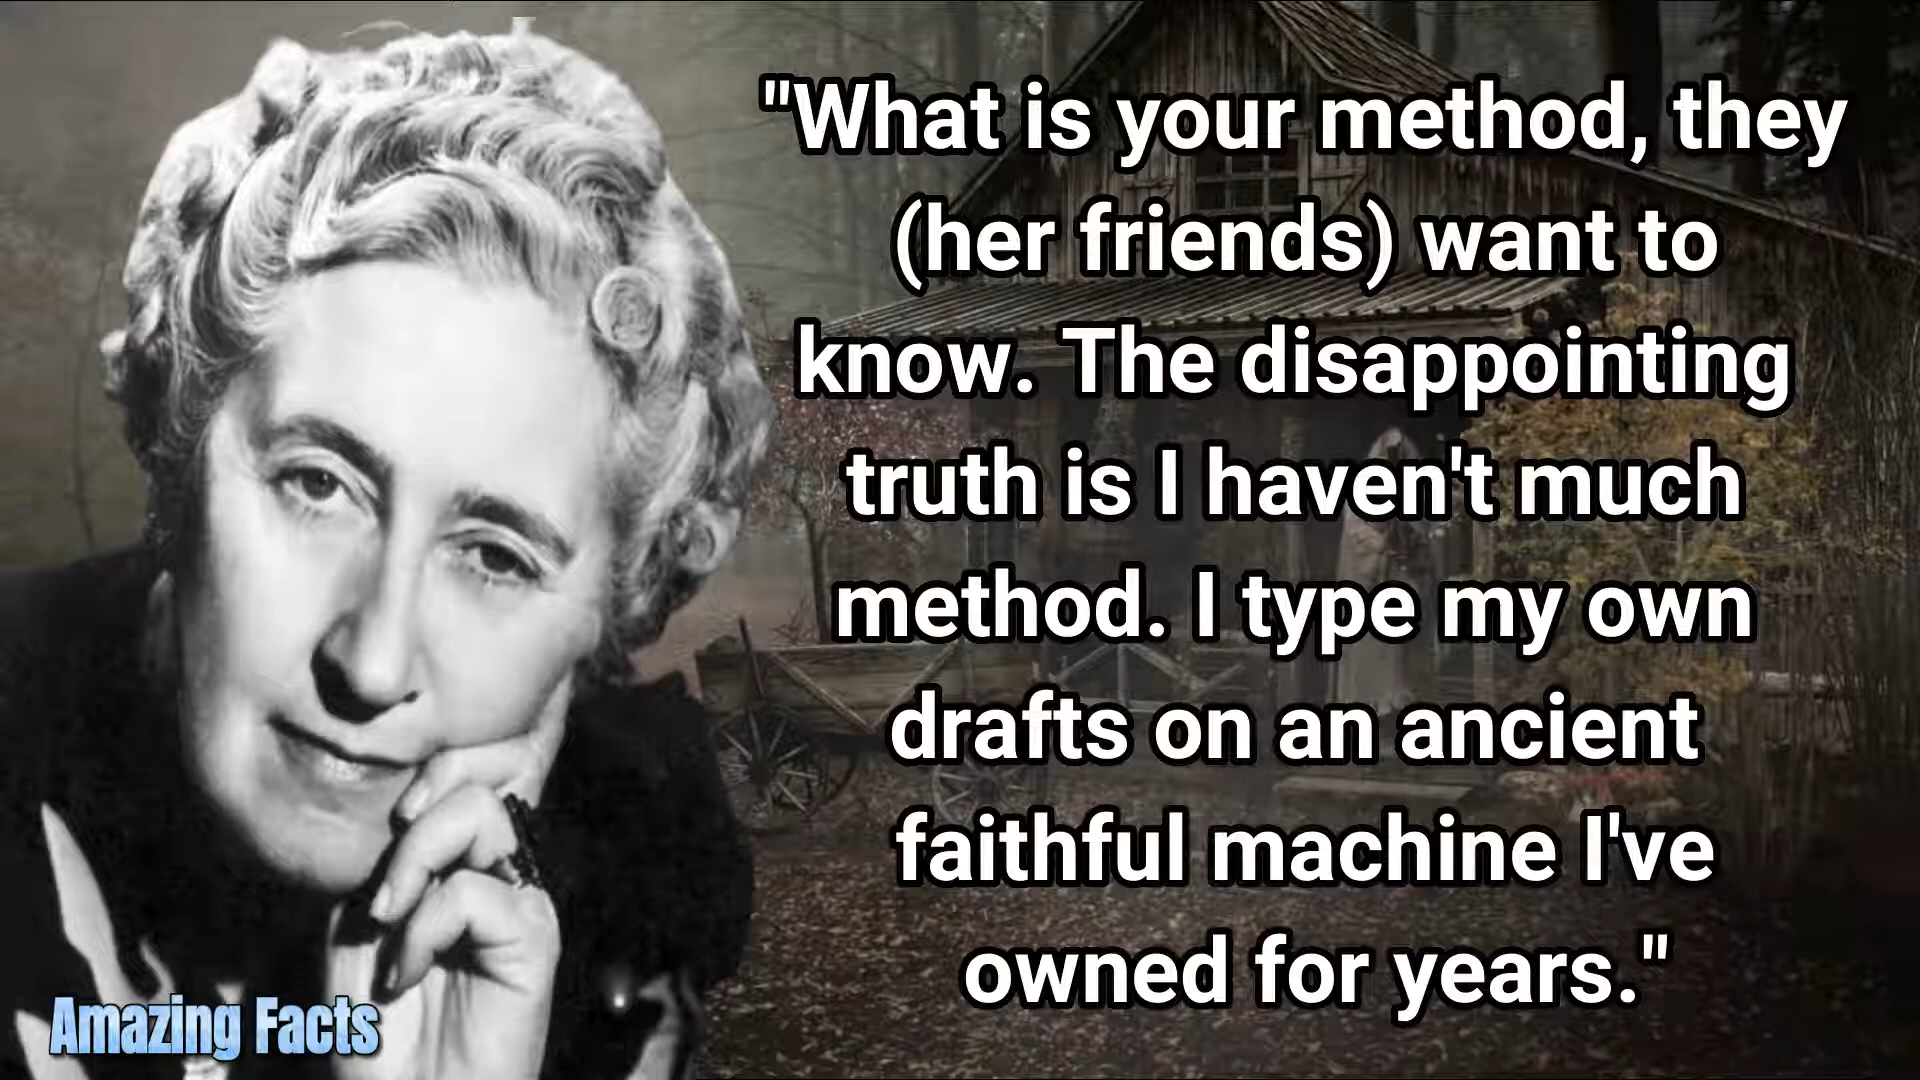 "What is your method, they
(her friends) want to
know. The disappointing
truth is I haven't much
method. I type my own
drafts on an ancient
faithful machine I've
owned for years."
Amazing Facts